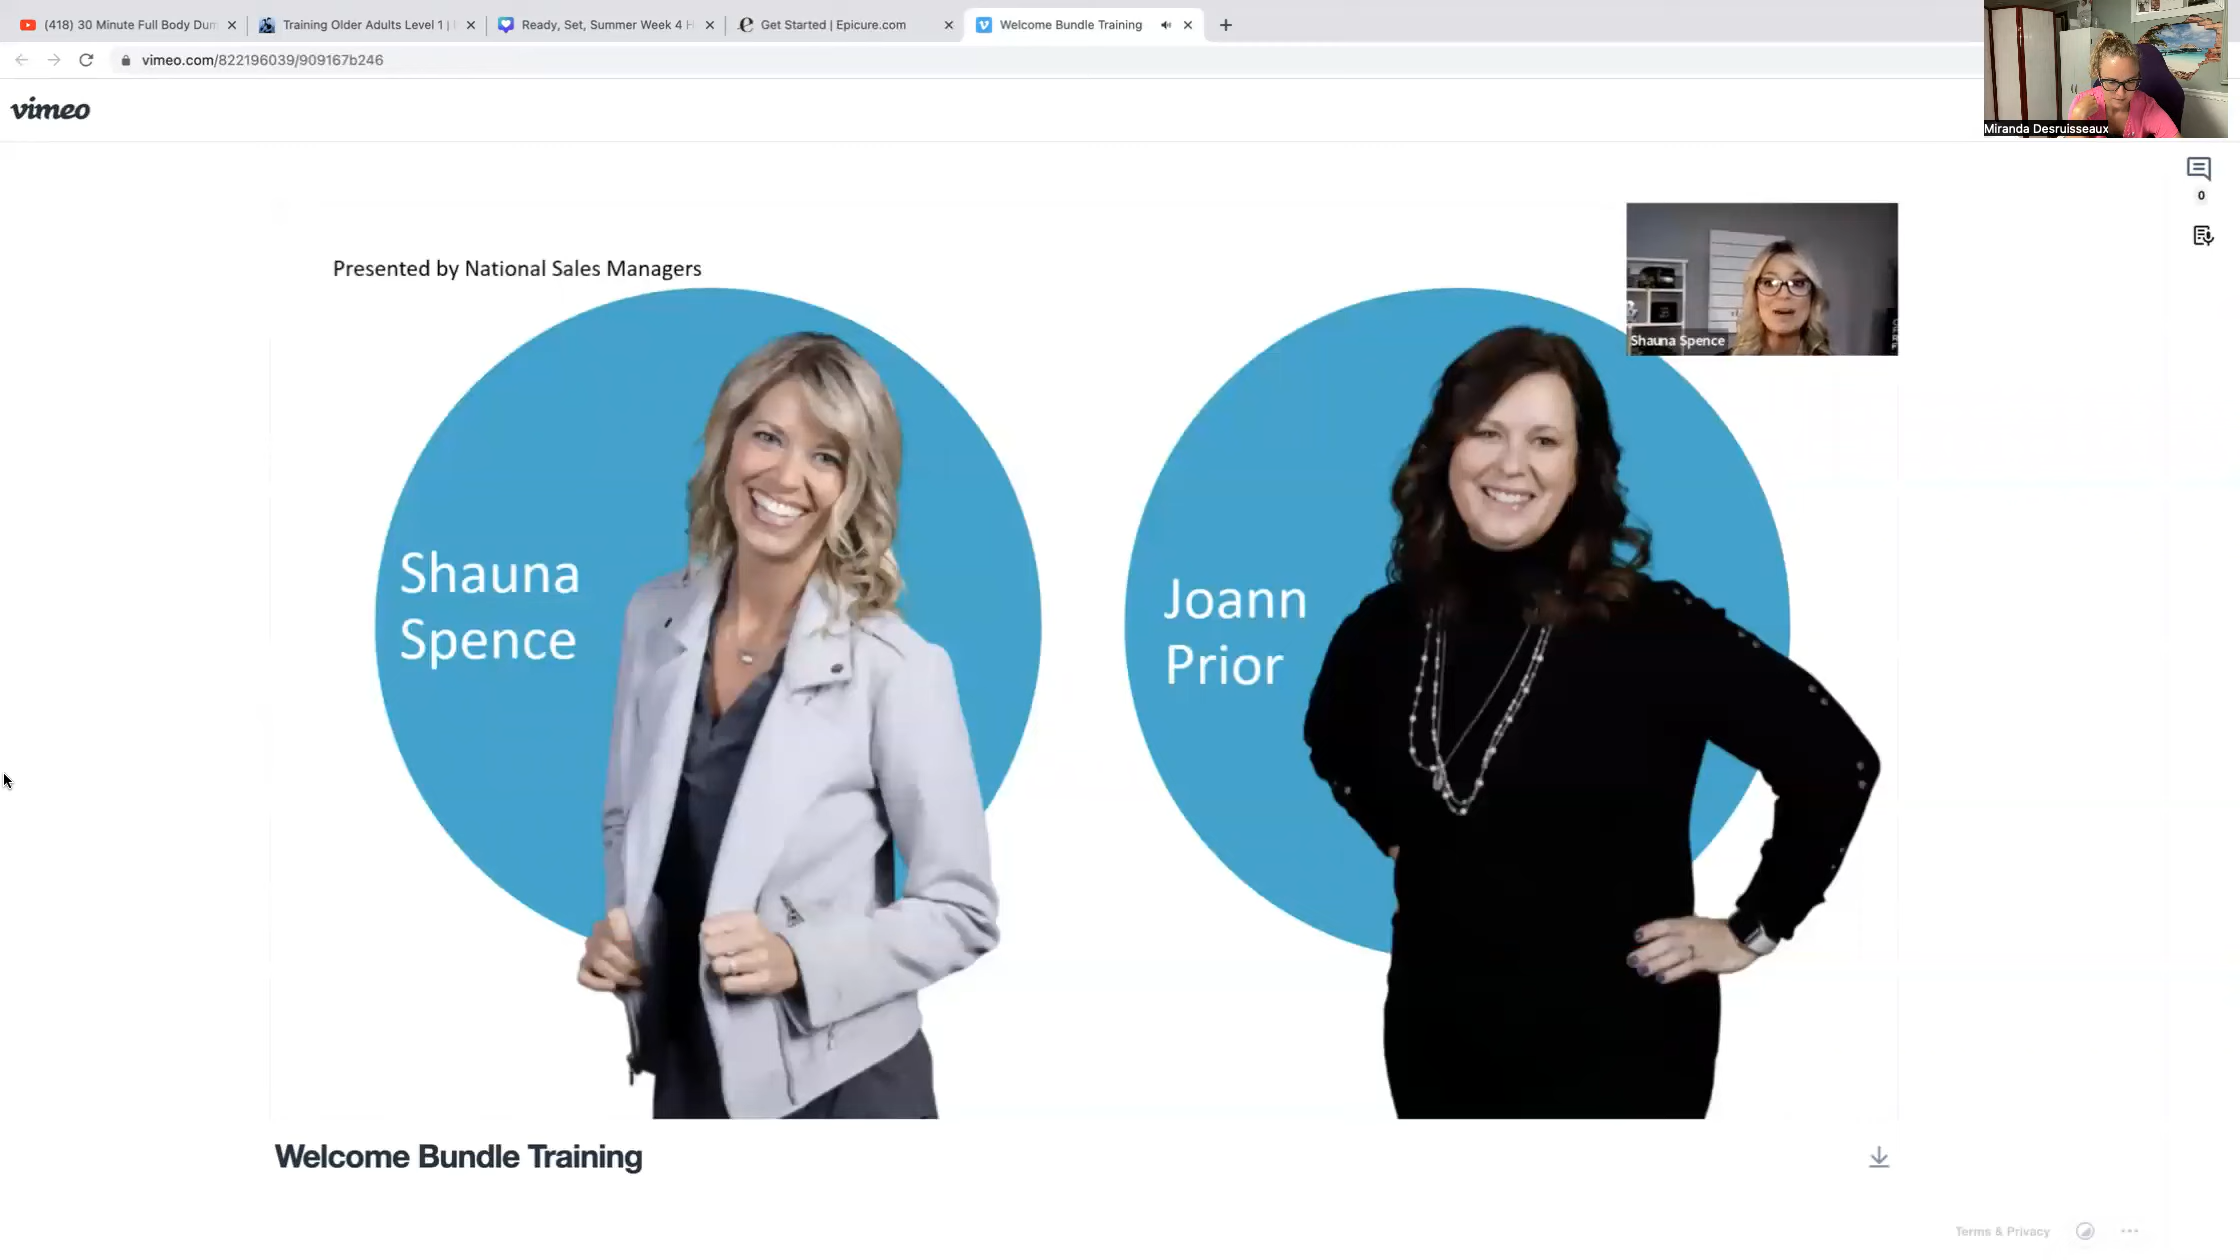 (418) 30 Minute Full Body Dum
Training Older Adults Level 1 |
Ready, Set, Summer Week 4 H
Get Started | Epicure.com
Welcome Bundle Training
vimeo.com/822196039/909167b246
Miranda Desruisseaux
vimeo
0
Presented by National Sales Managers
Shauna Spence
Shauna
Spence
Joann
Prior
Welcome Bundle Training
Terms & Privacy